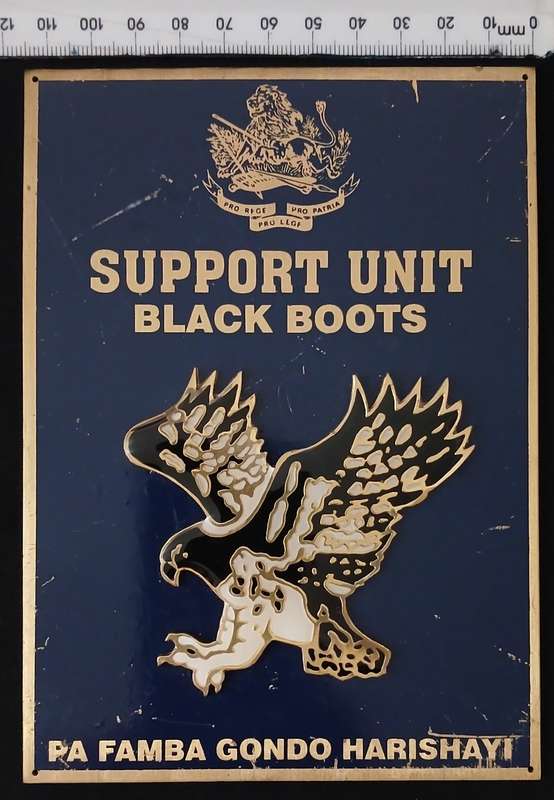 120 110 100 90 80 70 60 50 40 30 20 10 mm 0
PRO REGE PRO PATRIA
PRO LEGE
SUPPORT UNIT
BLACK BOOTS
PA FAMBA GONDO HARISHAYI